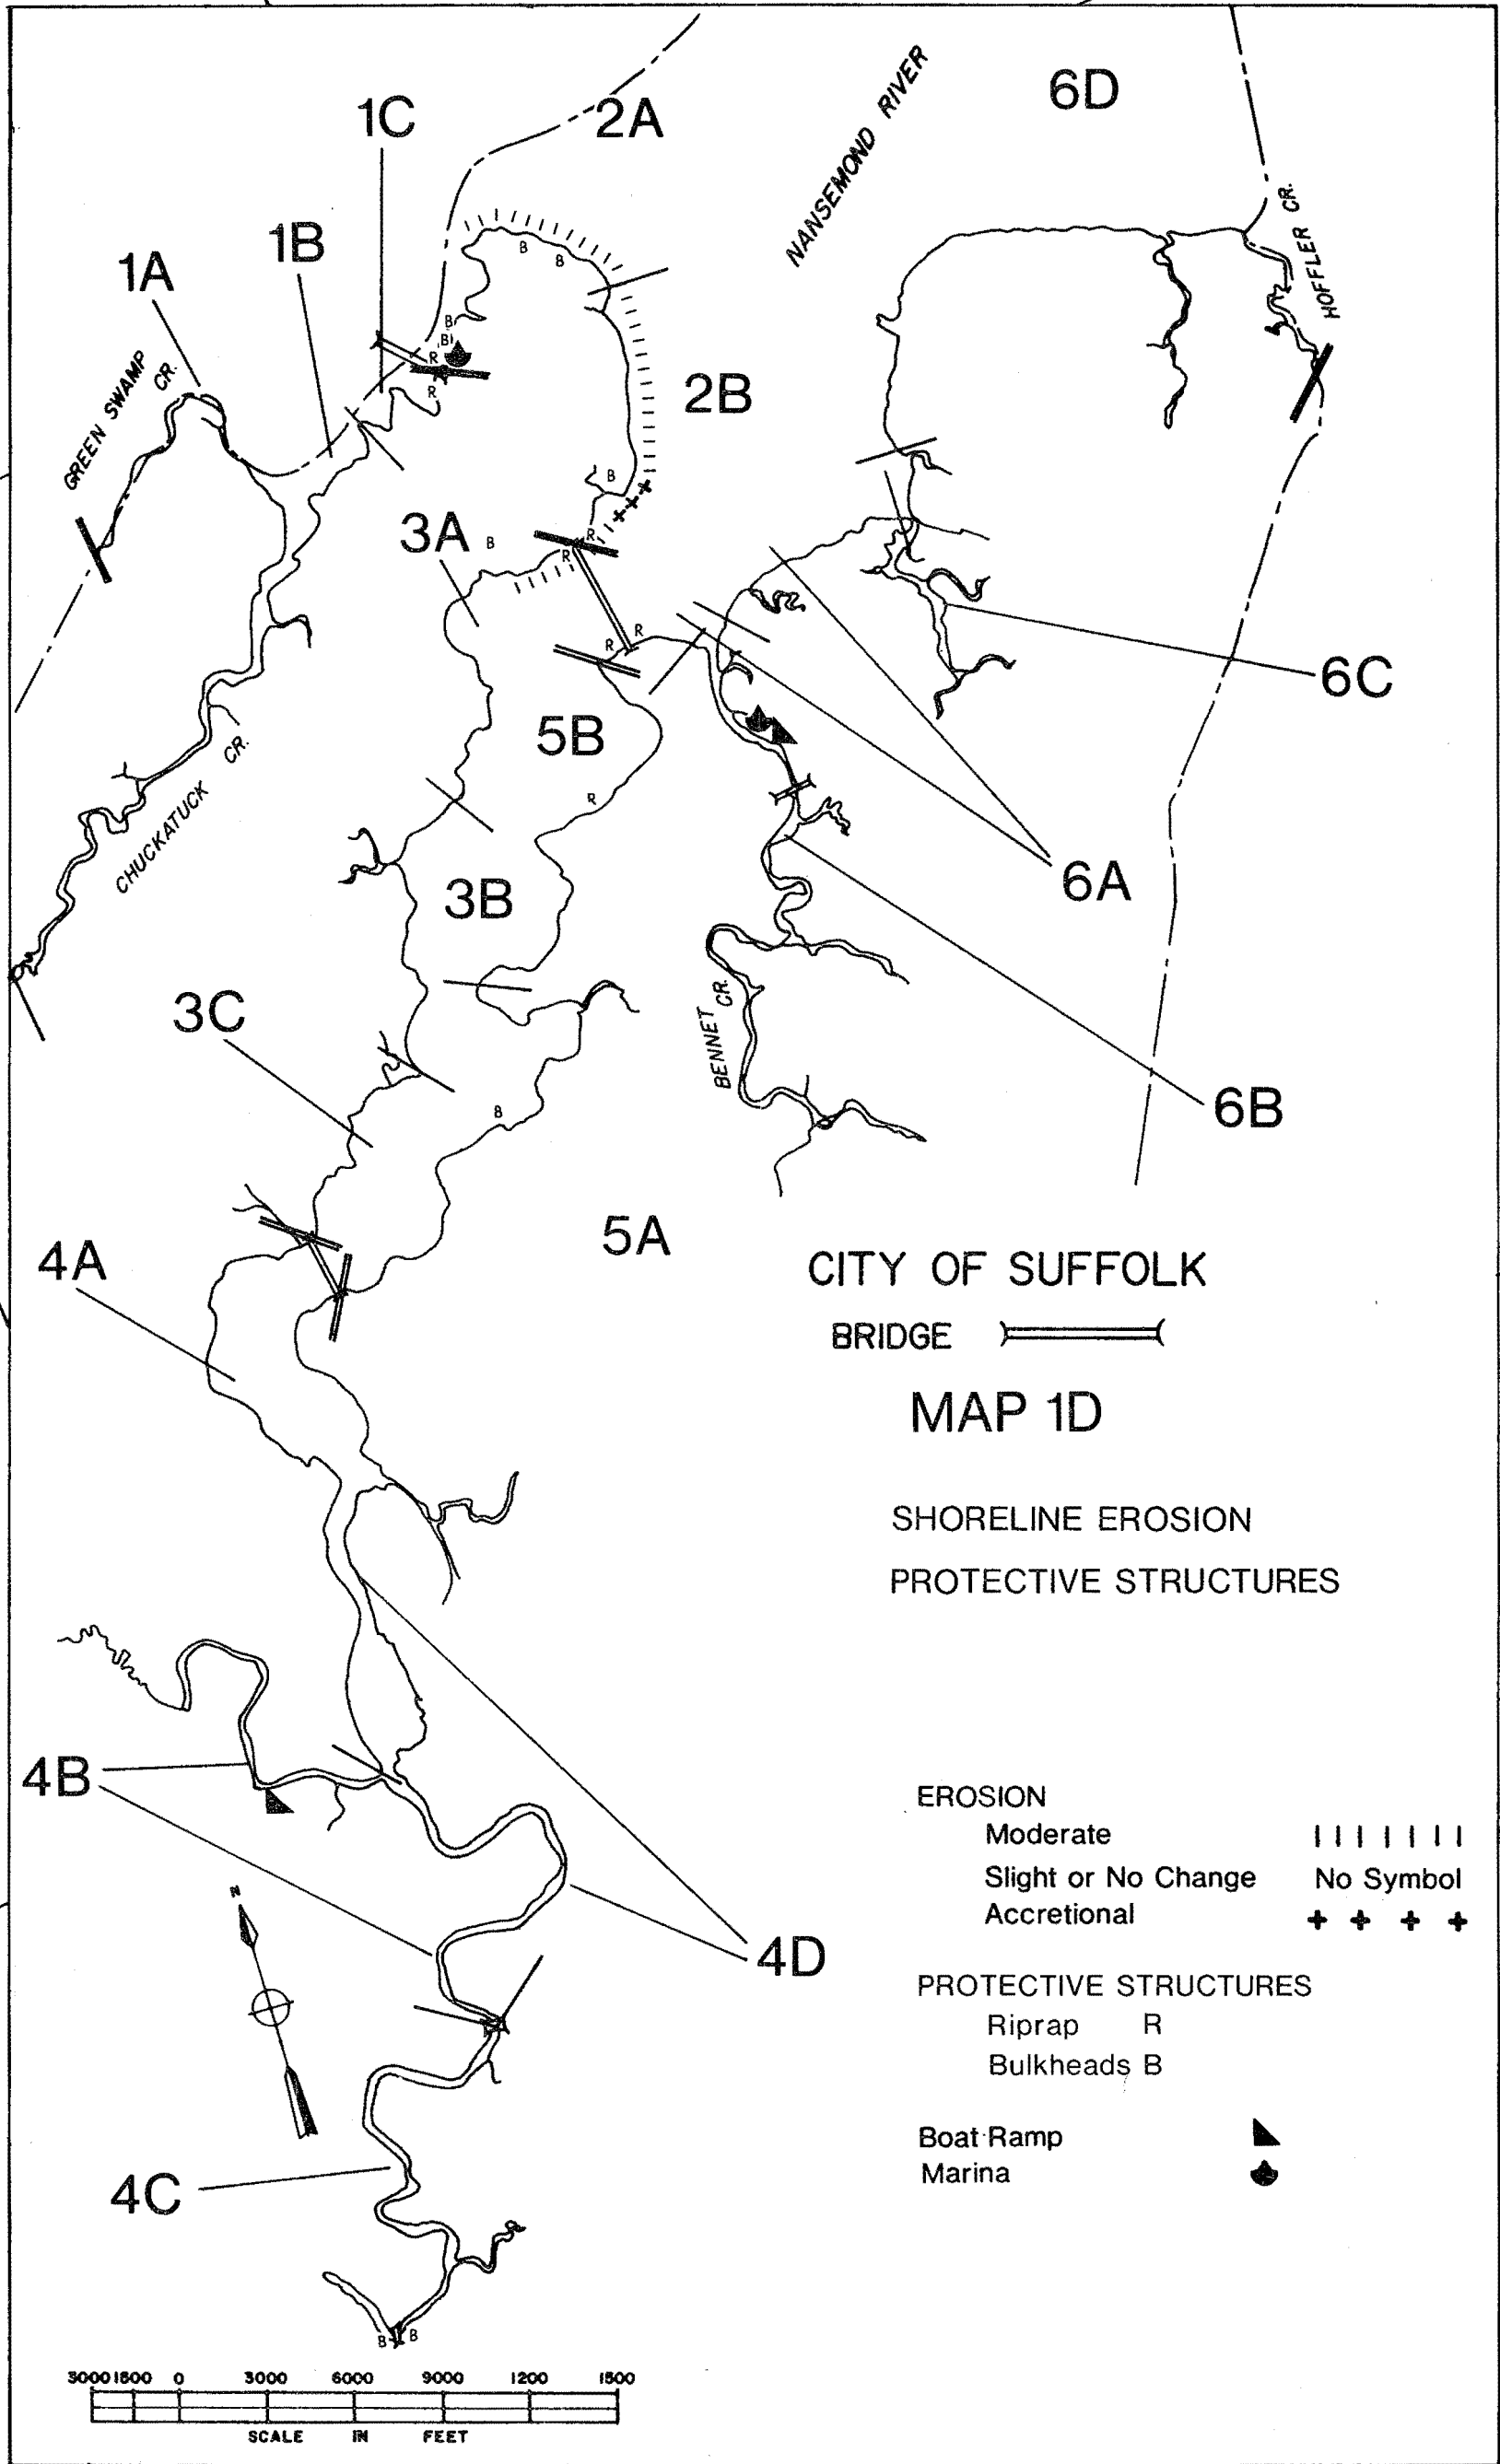 6D
1C
2A
NANSEMOND RIVER
1B
1A
HOFFLER CR.
B
B
B
B
R
R
GREEN SWAMP
CR.
2B
B
3A
B
R
R
R
R
6C
5B
CHUCKATUCK
CR.
R
6A
3B
3C
BENNET
CR.
B
6B
5A
4A
CITY OF SUFFOLK
BRIDGE
MAP 1D
SHORELINE EROSION
PROTECTIVE STRUCTURES
4B
EROSION
Moderate
Slight or No Change No Symbol
Accretional
N
4D
PROTECTIVE STRUCTURES
Riprap R
Bulkheads B
Boat Ramp
Marina
4C
B B
3000 1500 0 3000 6000 9000 1200 1500
SCALE IN FEET